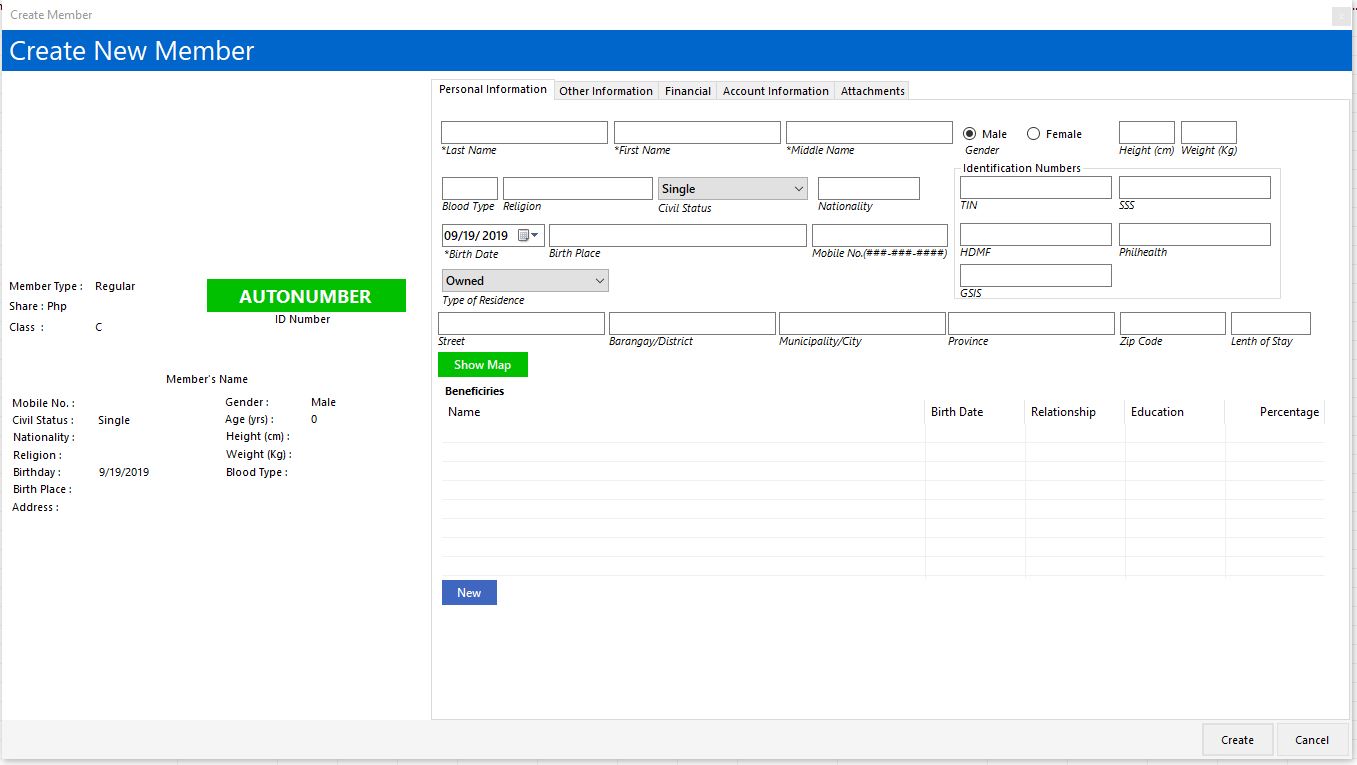 Create Member
x
Create New Member
Personal Information Other Information Financial Account Information Attachments
Male Female
*Last Name *First Name *Middle Name Gender Height (cm) Weight (Kg)
Identification Numbers
Single
Blood Type Religion Civil Status Nationality TIN SSS
09/19/2019
*Birth Date Birth Place Mobile No.(###-###-####) HDMF Philhealth
Owned
Type of Residence GSIS
Street Barangay/District Municipality/City Province Zip Code Lenth of Stay
Show Map
Beneficiries
Name Birth Date Relationship Education Percentage
New
Member Type : Regular
AUTONUMBER
Share : Php
ID Number
Class : C
Member's Name
Mobile No. : Gender : Male
Civil Status : Single Age (yrs) : 0
Nationality : Height (cm) :
Religion : Weight (Kg) :
Birthday : 9/19/2019 Blood Type :
Birth Place :
Address :
Create Cancel